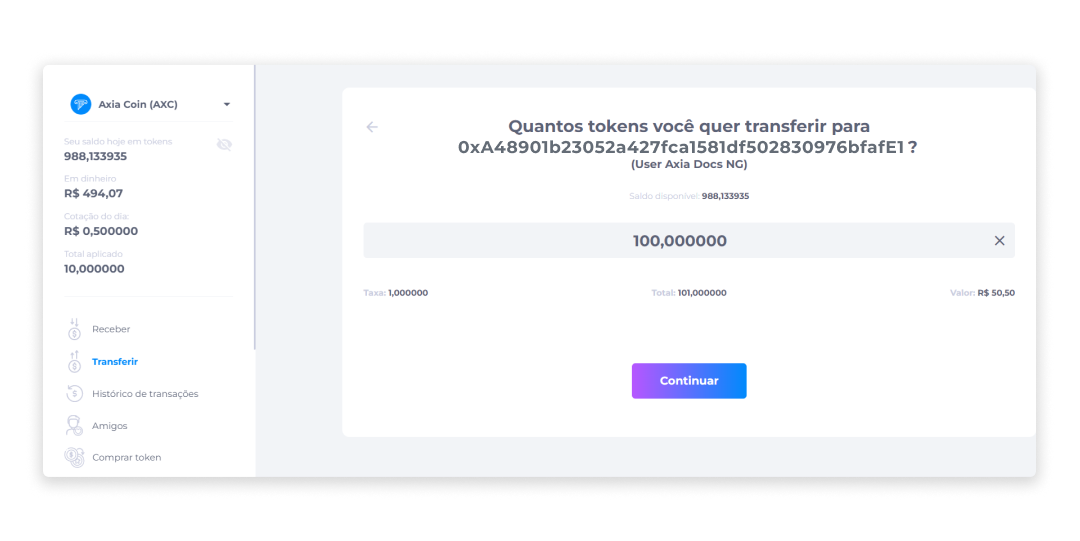 Axia Coin (AXC)
Seu saldo hoje em tokens
988,133935
Em dinheiro
R$ 494,07
Cotação do dia:
R$ 0,500000
Total aplicado
10,000000
Receber
Transferir
Histórico de transações
Amigos
Comprar token
Quantos tokens você quer transferir para
0xA48901b23052a427fca1581df502830976bfafE1 ?
(User Axia Docs NG)
Saldo disponível: 988,133935
100,000000
Taxa: 1,000000 Total: 101,000000 Valor: R$ 50,50
Continuar